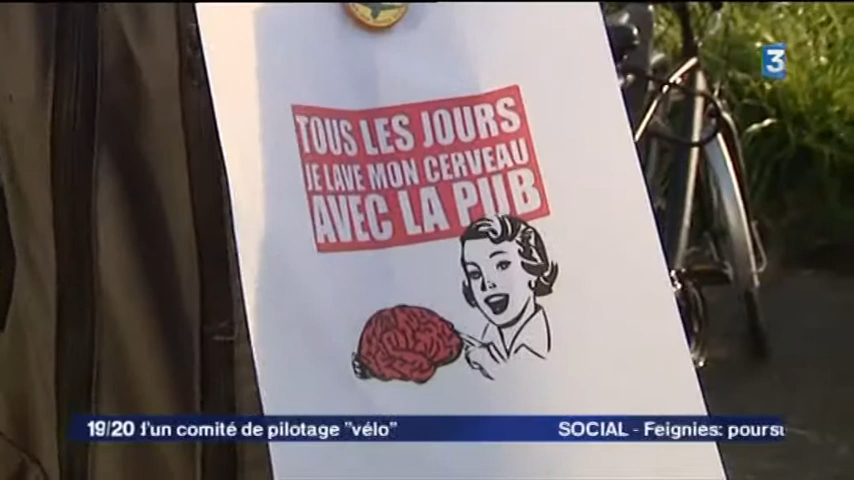 3
TOUS LES JOURS
JE LAVE MON CERVEAU
AVEC LA PUB
19/20 d'un comité de pilotage "vélo" SOCIAL - Feignies: poursu